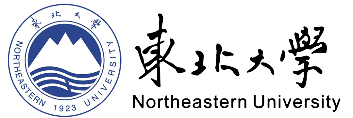 東北大學
NORTHEASTERN UNIVERSITY
1923
東北大學
Northeastern University